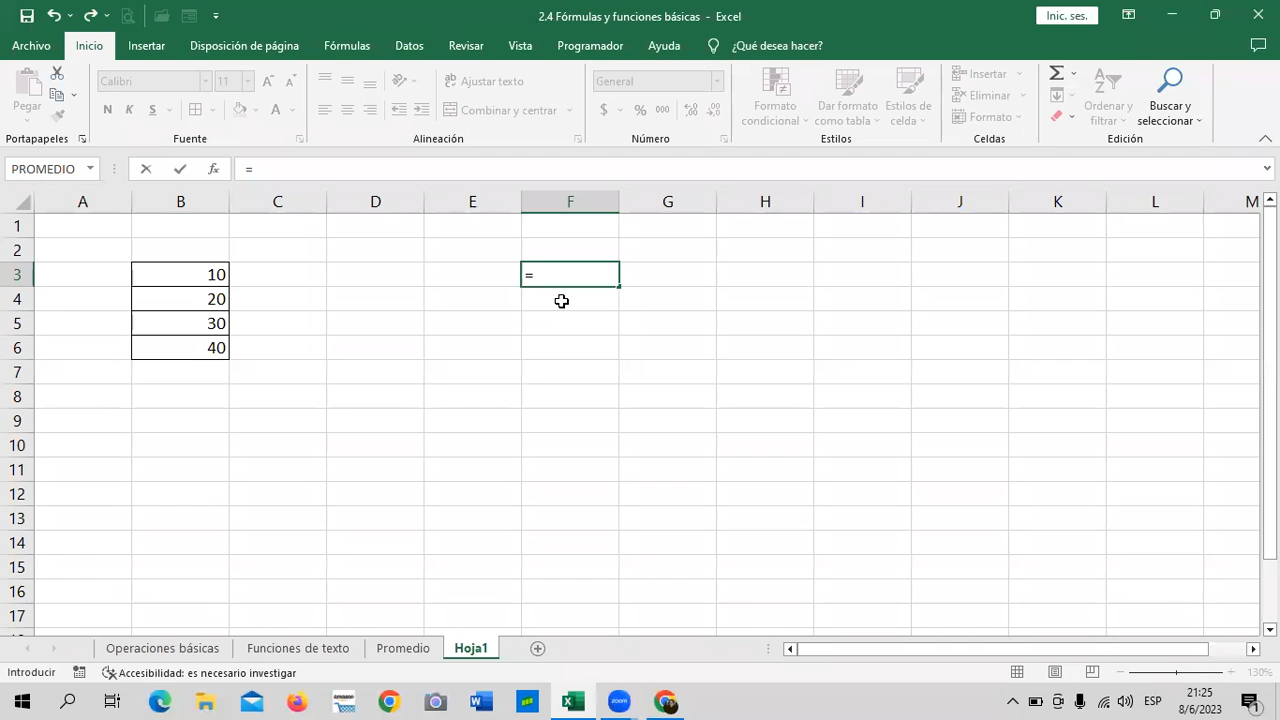 2.4 Fórmulas y funciones básicas - Excel
Inic. ses.
Archivo Inicio Insertar Disposición de página Fórmulas Datos Revisar Vista Programador Ayuda ¿Qué desea hacer?
Pegar
Calibri 11
N K S
A
Ajustar texto
Combinar y centrar
General
$ % 000
Formato condicional
Dar formato como tabla
Estilos de celda
Insertar
Eliminar
Formato
Ordenar y filtrar
Buscar y seleccionar
Portapapeles Fuente Alineación Número Estilos Celdas Edición
PROMEDIO fx =
A B C D E F G H I J K L M
1
2
3 10 =
4 20
5 30
6 40
7
8
9
10
11
12
13
14
15
16
17
Operaciones básicas Funciones de texto Promedio Hoja1
Introducir Accesibilidad: es necesario investigar 130%
zoom
ESP
21:25
8/6/2023
1